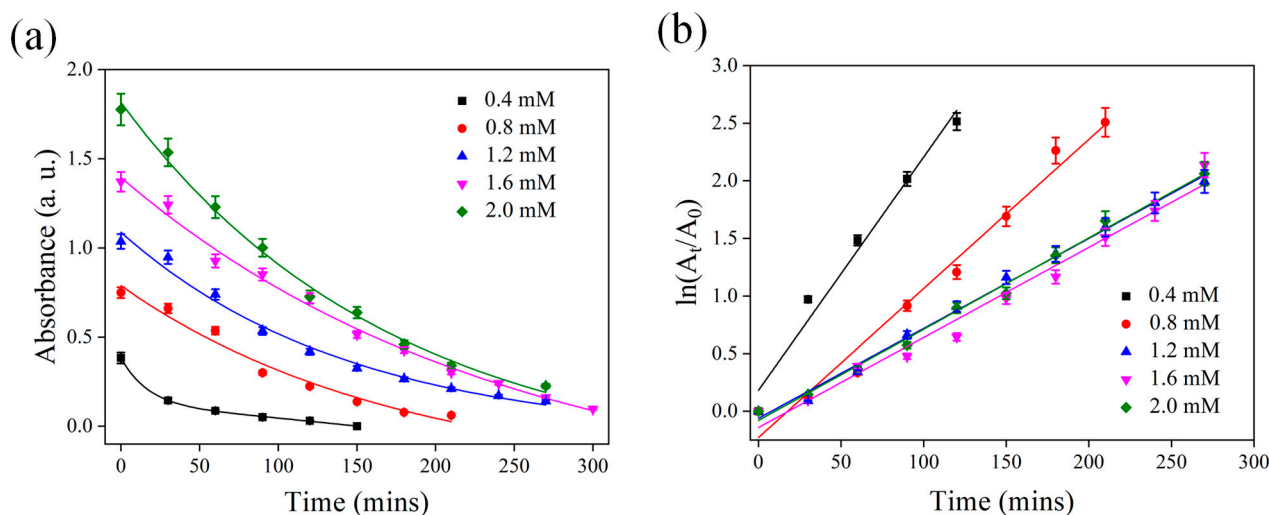 (a)
Absorbance (a. u.)
2.0
1.5
1.0
0.5
0.0
0 50 100 150 200 250 300
Time (mins)
0.4 mM
0.8 mM
1.2 mM
1.6 mM
2.0 mM
(b)
ln(At/A0)
3.0
2.5
2.0
1.5
1.0
0.5
0.0
0 50 100 150 200 250 300
Time (mins)
0.4 mM
0.8 mM
1.2 mM
1.6 mM
2.0 mM